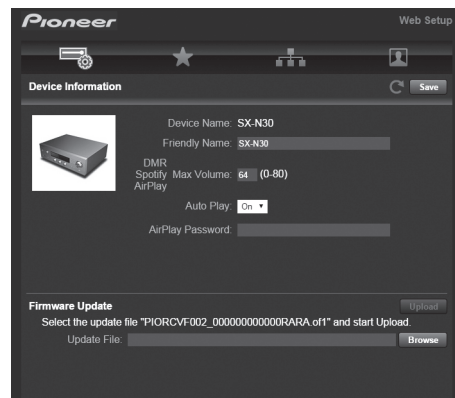 Pioneer
Web Setup
Device Information
Save
Device Name: SX-N30
Friendly Name: SX-N30
DMR
Spotify Max Volume: 64 (0-80)
AirPlay
Auto Play: On
AirPlay Password:
Firmware Update
Upload
Select the update file "PIORCVF002_000000000000RARA.of1" and start Upload.
Update File:
Browse